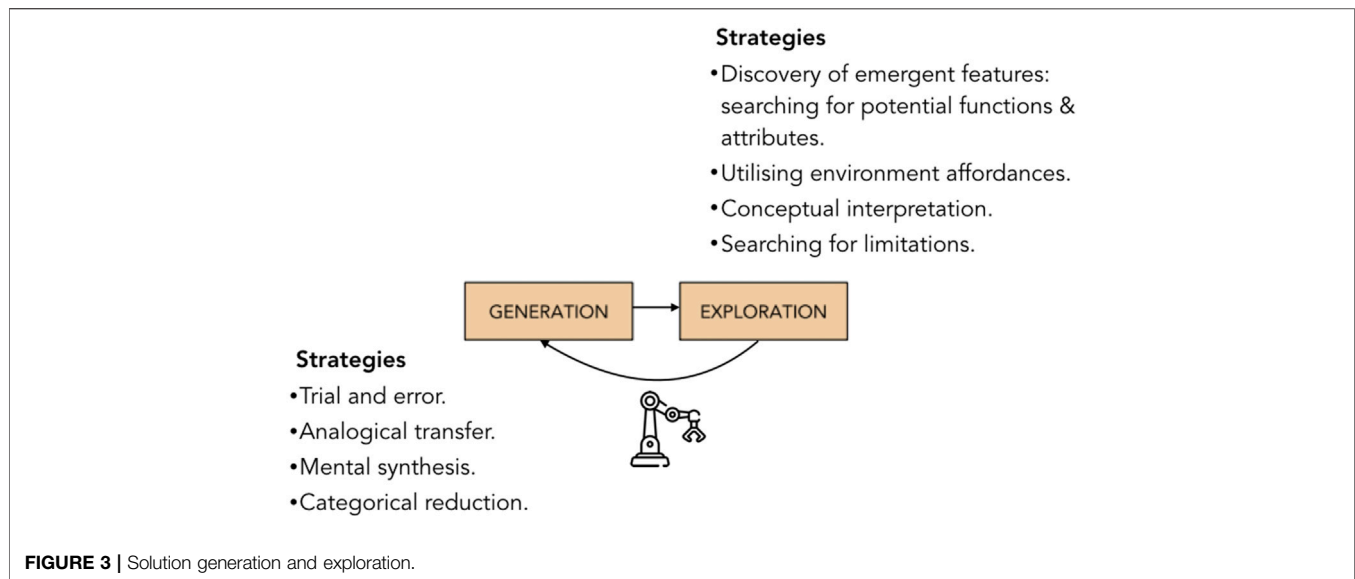 Strategies
•Discovery of emergent features:
searching for potential functions &
attributes.
•Utilising environment affordances.
•Conceptual interpretation.
•Searching for limitations.
GENERATION
EXPLORATION
Strategies
•Trial and error.
•Analogical transfer.
•Mental synthesis.
•Categorical reduction.
FIGURE 3 | Solution generation and exploration.